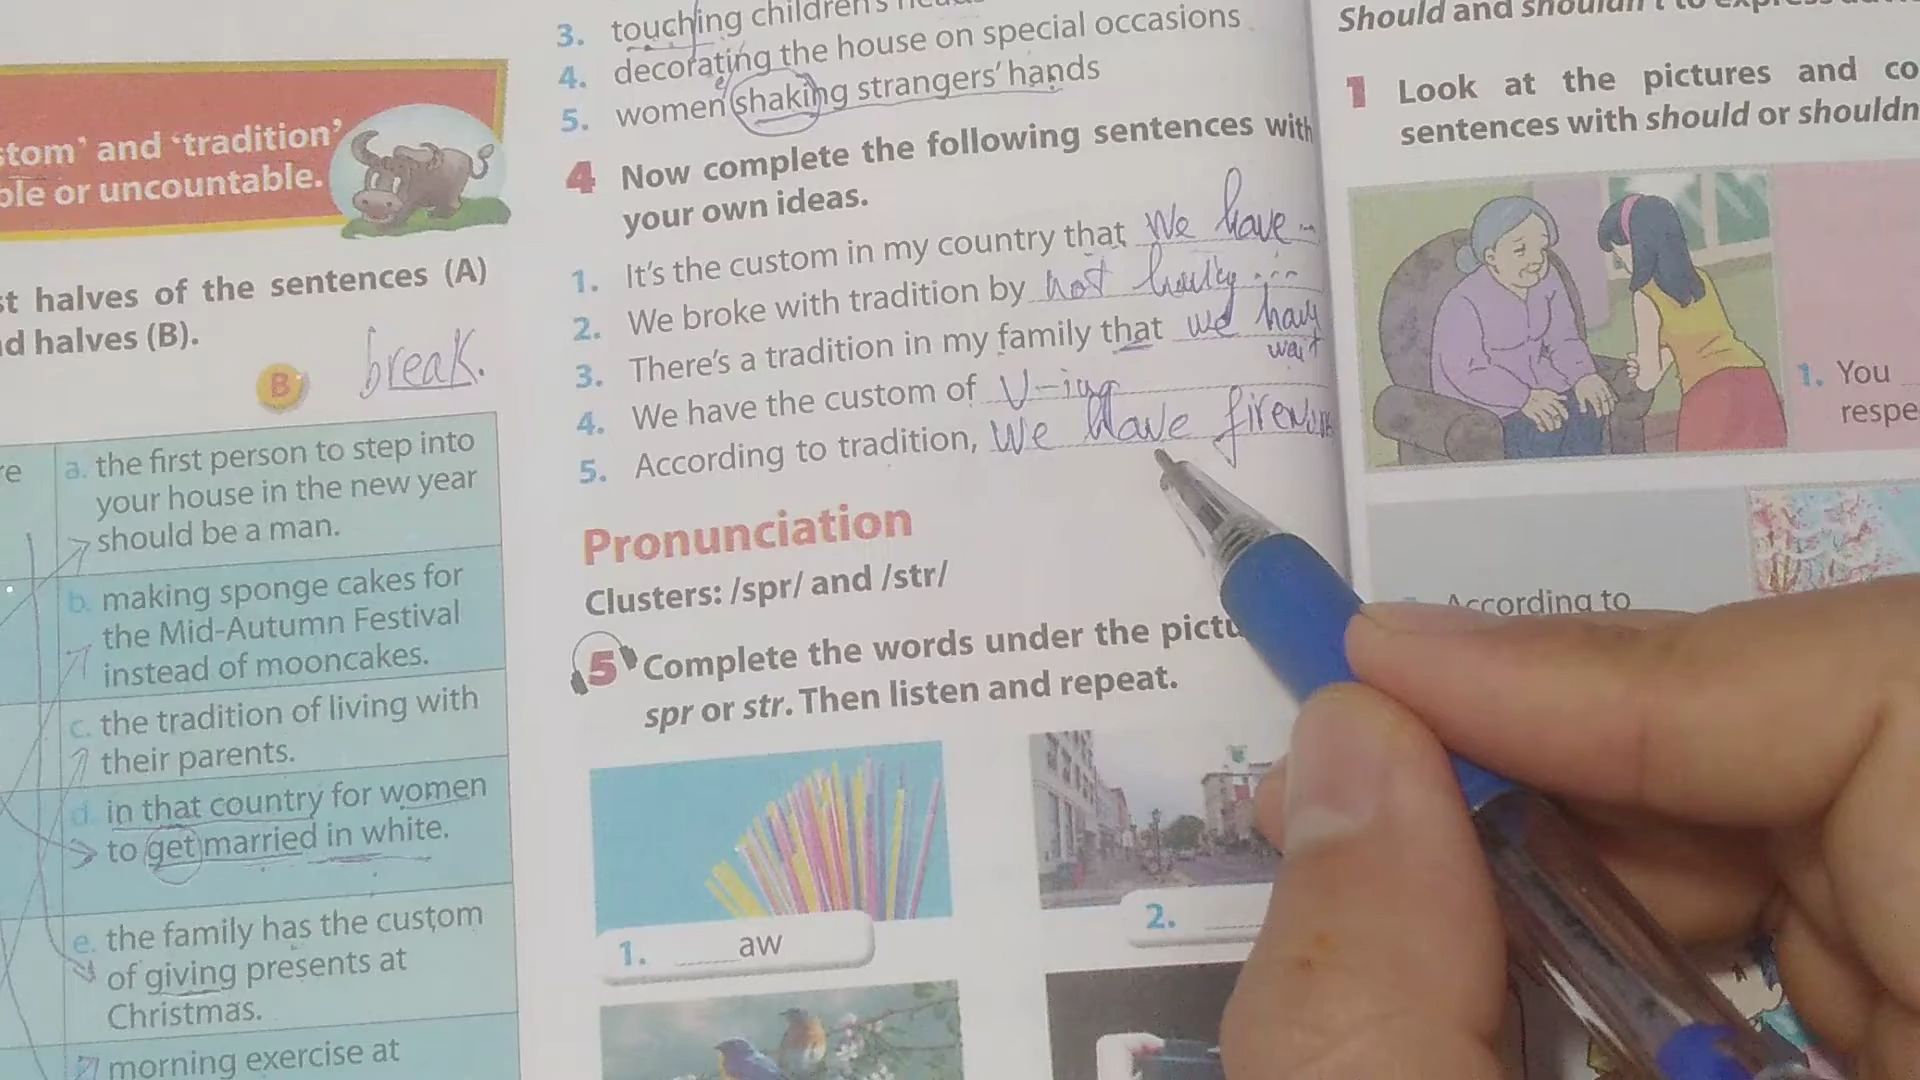 stom' and 'tradition'
ble or uncountable.
st halves of the sentences (A)
nd halves (B).
break.
B
re
a. the first person to step into
your house in the new year
should be a man.
b. making sponge cakes for
the Mid-Autumn Festival
instead of mooncakes.
c. the tradition of living with
their parents.
d. in that country for women
to get married in white.
e. the family has the custom
of giving presents at
Christmas.
morning exercise at
3. touching children's
4. decorating the house on special occasions
5. women shaking strangers' hands
4 Now complete the following sentences with
your own ideas.
1. It's the custom in my country that We have ...
2. We broke with tradition by not ...
3. There's a tradition in my family that we have
wait
4. We have the custom of V-ing
5. According to tradition, We have
Pronunciation
Clusters: /spr/ and /str/
5 Complete the words under the pictu
spr or str. Then listen and repeat.
1. ____aw
2. ____
Should and shouldn't to express
1 Look at the pictures and co
sentences with should or shouldn
1. You
respe
According to